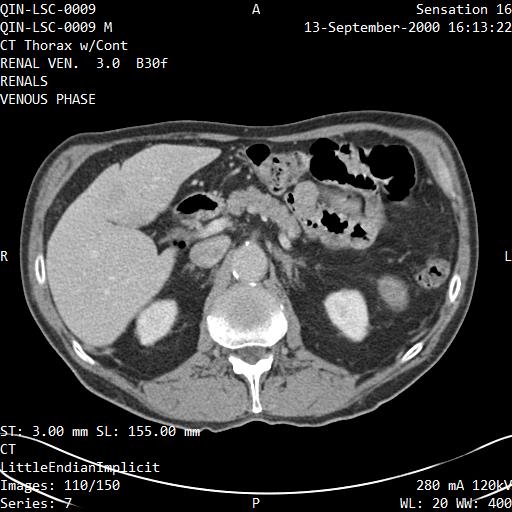 QIN-LSC-0009 A Sensation 16
QIN-LSC-0009 M 13-September-2000 16:13:22
CT Thorax w/Cont
RENAL VEN. 3.0 B30f
RENALS
VENOUS PHASE
R L
ST: 3.00 mm SL: 155.00 mm
CT
LittleEndianImplicit
Images: 110/150 280 mA 120kV
Series: 7 P WL: 20 WW: 400